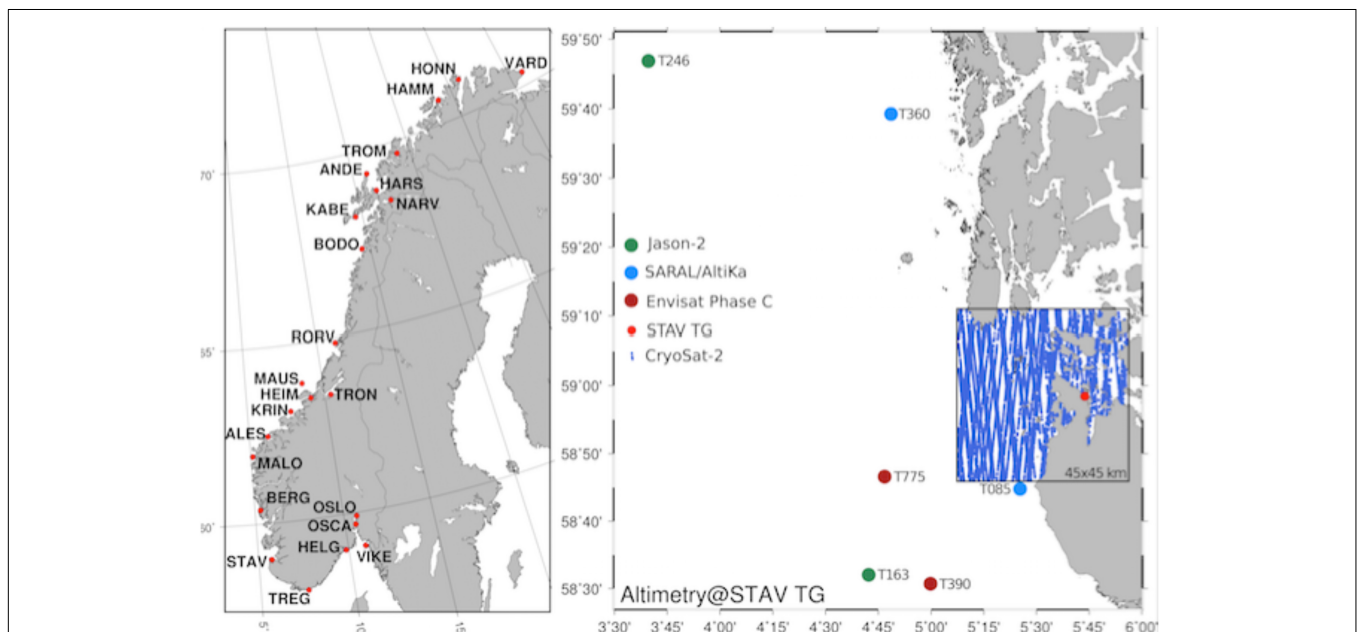 VARD
HONN
HAMM
TROM
ANDE
HARS
KABE
NARV
BODO
RORV
MAUS
HEIM
TRON
KRIN
ALES
MALO
BERG
OSLO
OSCA
HELG
VIKE
STAV
TREG
70˚
65˚
60˚
5˚
10˚
15˚
59˚50'
59˚40'
59˚30'
59˚20'
59˚10'
59˚00'
58˚50'
58˚40'
58˚30'
T246
T360
Jason-2
SARAL/AltiKa
Envisat Phase C
STAV TG
CryoSat-2
45x45 km
T775
T085
T163
T390
Altimetry@STAV TG
3˚30' 3˚45' 4˚00' 4˚15' 4˚30' 4˚45' 5˚00' 5˚15' 5˚30' 5˚45' 6˚00'